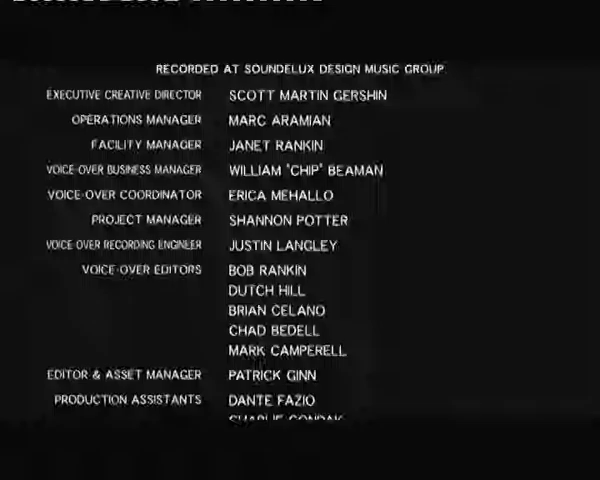 RECORDED AT SOUNDELUX DESIGN MUSIC GROUP
EXECUTIVE CREATIVE DIRECTOR SCOTT MARTIN GERSHIN
OPERATIONS MANAGER MARC ARAMIAN
FACILITY MANAGER JANET RANKIN
VOICE-OVER BUSINESS MANAGER WILLIAM "CHIP" BEAMAN
VOICE-OVER COORDINATOR ERICA MEHALLO
PROJECT MANAGER SHANNON POTTER
VOICE-OVER RECORDING ENGINEER JUSTIN LANGLEY
VOICE-OVER EDITORS BOB RANKIN
DUTCH HILL
BRIAN CELANO
CHAD BEDELL
MARK CAMPERELL
EDITOR & ASSET MANAGER PATRICK GINN
PRODUCTION ASSISTANTS DANTE FAZIO
CHARLIE